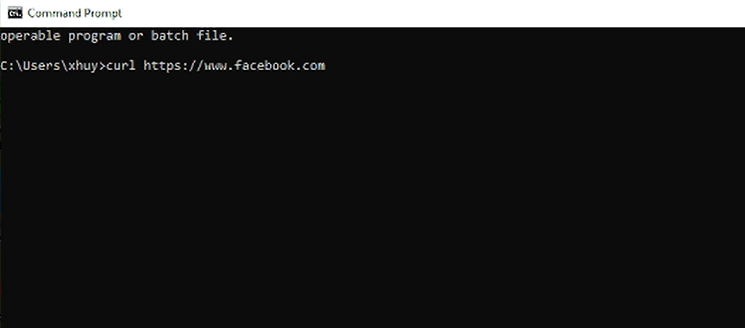 Command Prompt
operable program or batch file.
C:\Users\xhuy>curl https://www.facebook.com